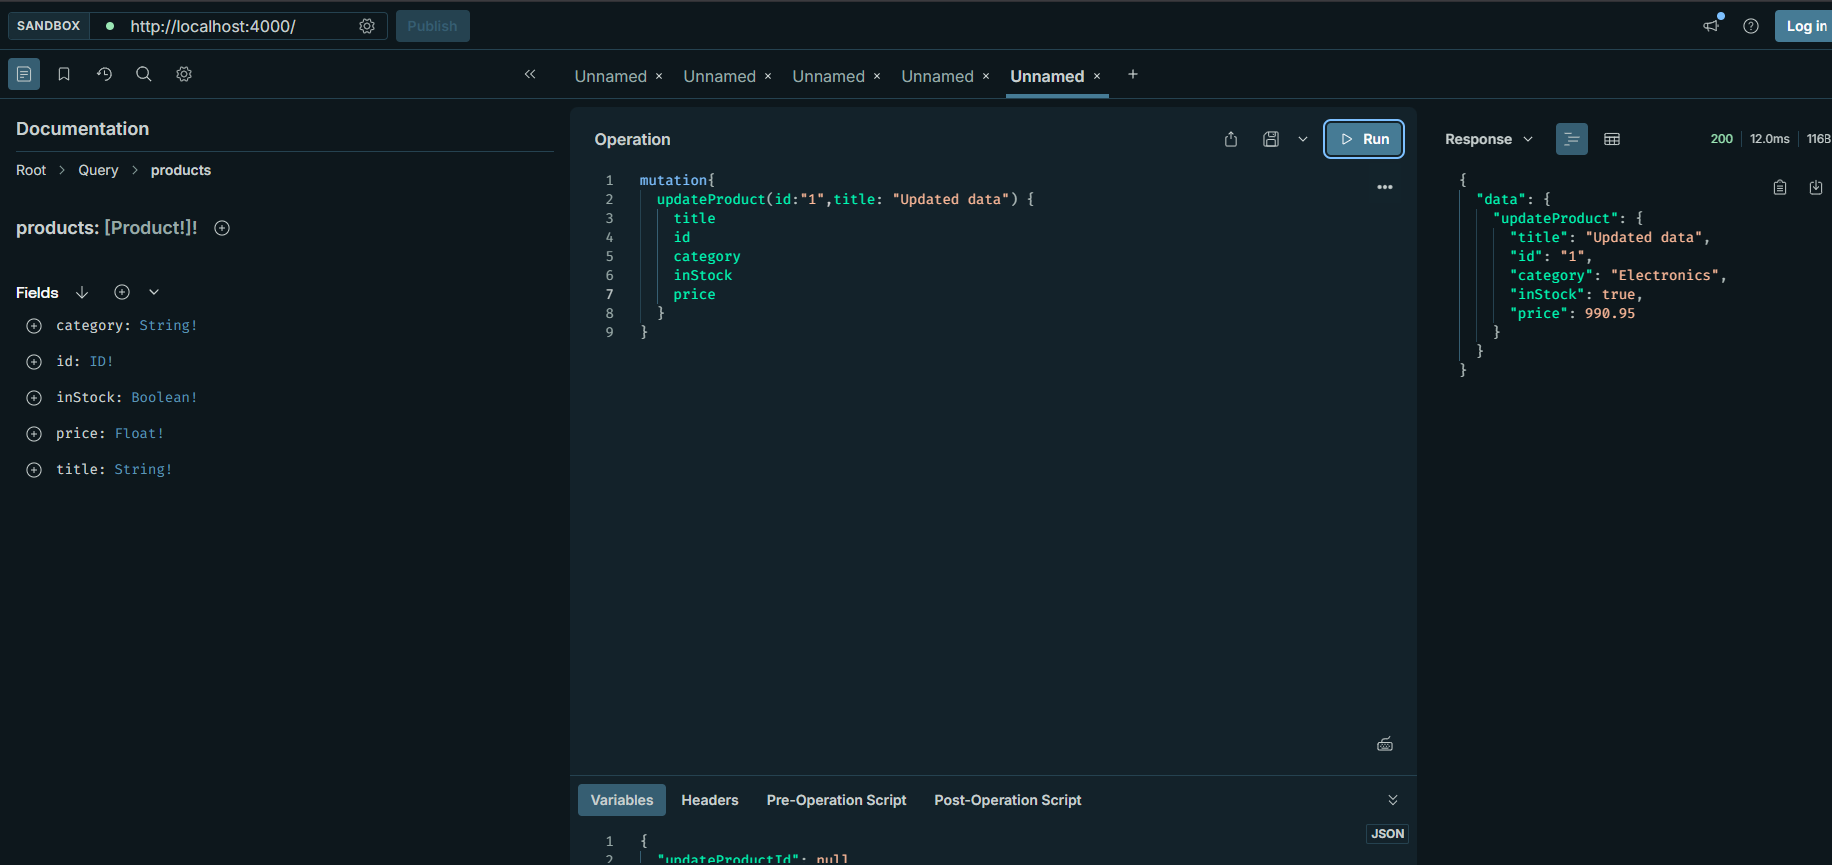 SANDBOX http://localhost:4000/ Publish Log in
Unnamed × Unnamed × Unnamed × Unnamed × Unnamed × +
Documentation
Root > Query > products
products: [Product!]!
Fields
category: String!
id: ID!
inStock: Boolean!
price: Float!
title: String!
Operation
Run
1 mutation{
2 updateProduct(id:"1",title: "Updated data") {
3 title
4 id
5 category
6 inStock
7 price
8 }
9 }
Variables Headers Pre-Operation Script Post-Operation Script
JSON
1 {
2 "updateProductId": null
Response 200 12.0ms 116B
{
"data": {
"updateProduct": {
"title": "Updated data",
"id": "1",
"category": "Electronics",
"inStock": true,
"price": 990.95
}
}
}